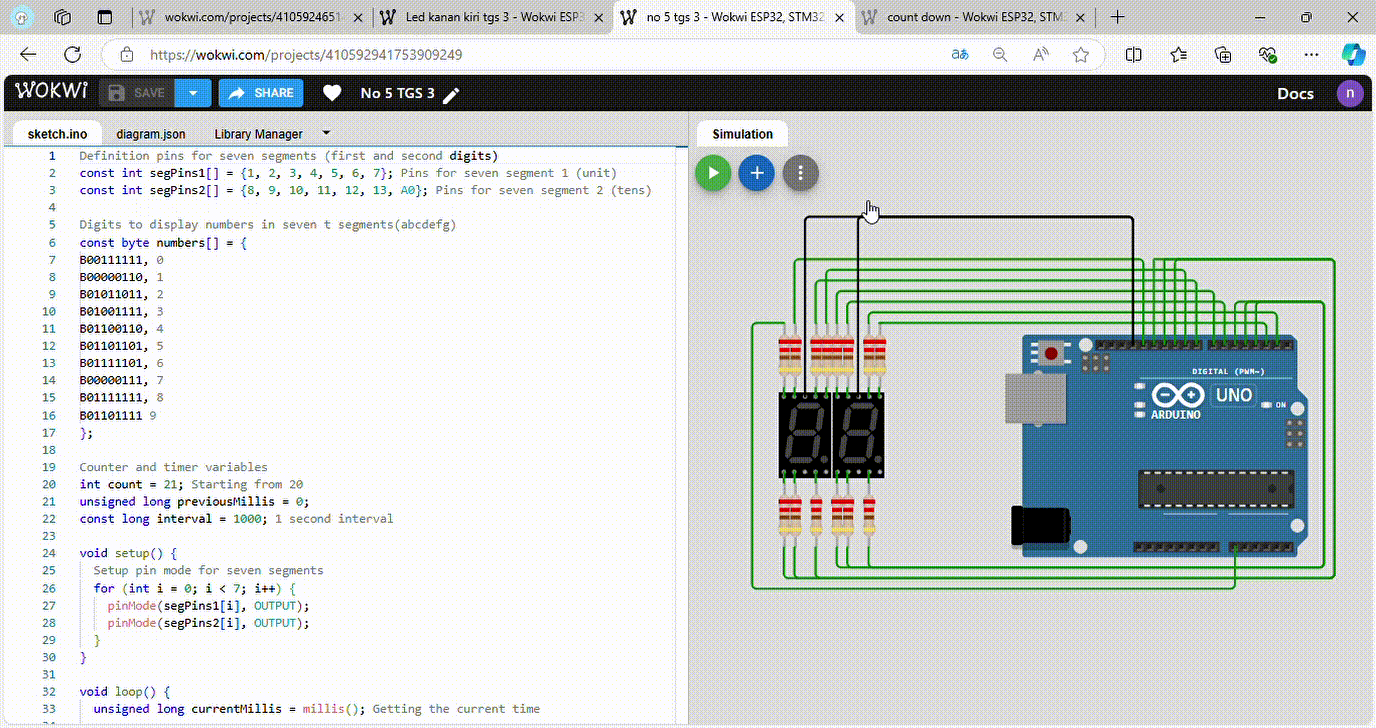 wokwi.com/projects/4105924651
Led kanan kiri tgs 3 - Wokwi ESP3
no 5 tgs 3 - Wokwi ESP32, STM32
count down - Wokwi ESP32, STM
https://wokwi.com/projects/410592941753909249
WOKWi
SAVE
SHARE
No 5 TGS 3
Docs
n
sketch.ino
diagram.json
Library Manager
Simulation
1 Definition pins for seven segments (first and second digits)
2 const int segPins1[] = {1, 2, 3, 4, 5, 6, 7}; Pins for seven segment 1 (unit)
3 const int segPins2[] = {8, 9, 10, 11, 12, 13, A0}; Pins for seven segment 2 (tens)
4
5 Digits to display numbers in seven t segments(abcdefg)
6 const byte numbers[] = {
7 B00111111, 0
8 B00000110, 1
9 B01011011, 2
10 B01001111, 3
11 B01100110, 4
12 B01101101, 5
13 B01111101, 6
14 B00000111, 7
15 B01111111, 8
16 B01101111 9
17 };
18
19 Counter and timer variables
20 int count = 21; Starting from 20
21 unsigned long previousMillis = 0;
22 const long interval = 1000; 1 second interval
23
24 void setup() {
25 Setup pin mode for seven segments
26 for (int i = 0; i < 7; i++) {
27 pinMode(segPins1[i], OUTPUT);
28 pinMode(segPins2[i], OUTPUT);
29 }
30 }
31
32 void loop() {
33 unsigned long currentMillis = millis(); Getting the current time
DIGITAL (PWM~)
UNO
ON
ARDUINO